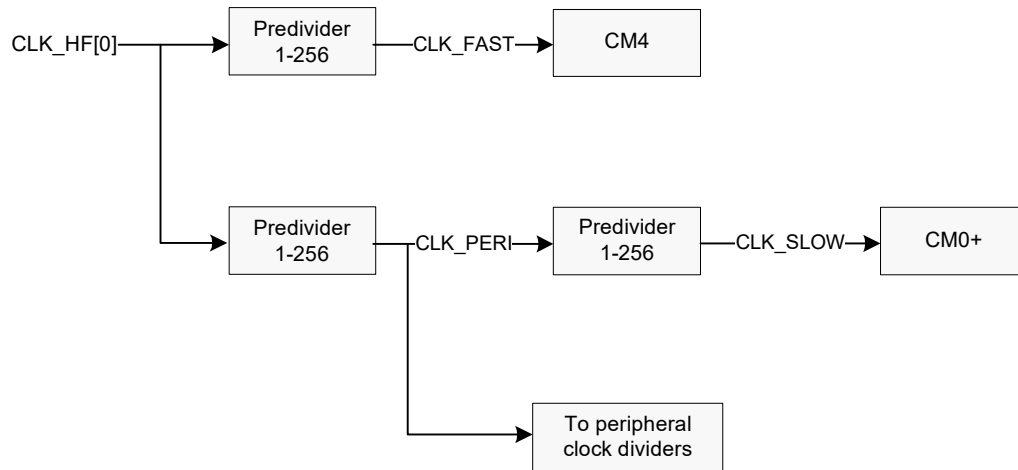 CLK_HF[0]
Predivider
1-256
CLK_FAST
CM4
Predivider
1-256
CLK_PERI
Predivider
1-256
CLK_SLOW
CM0+
To peripheral
clock dividers